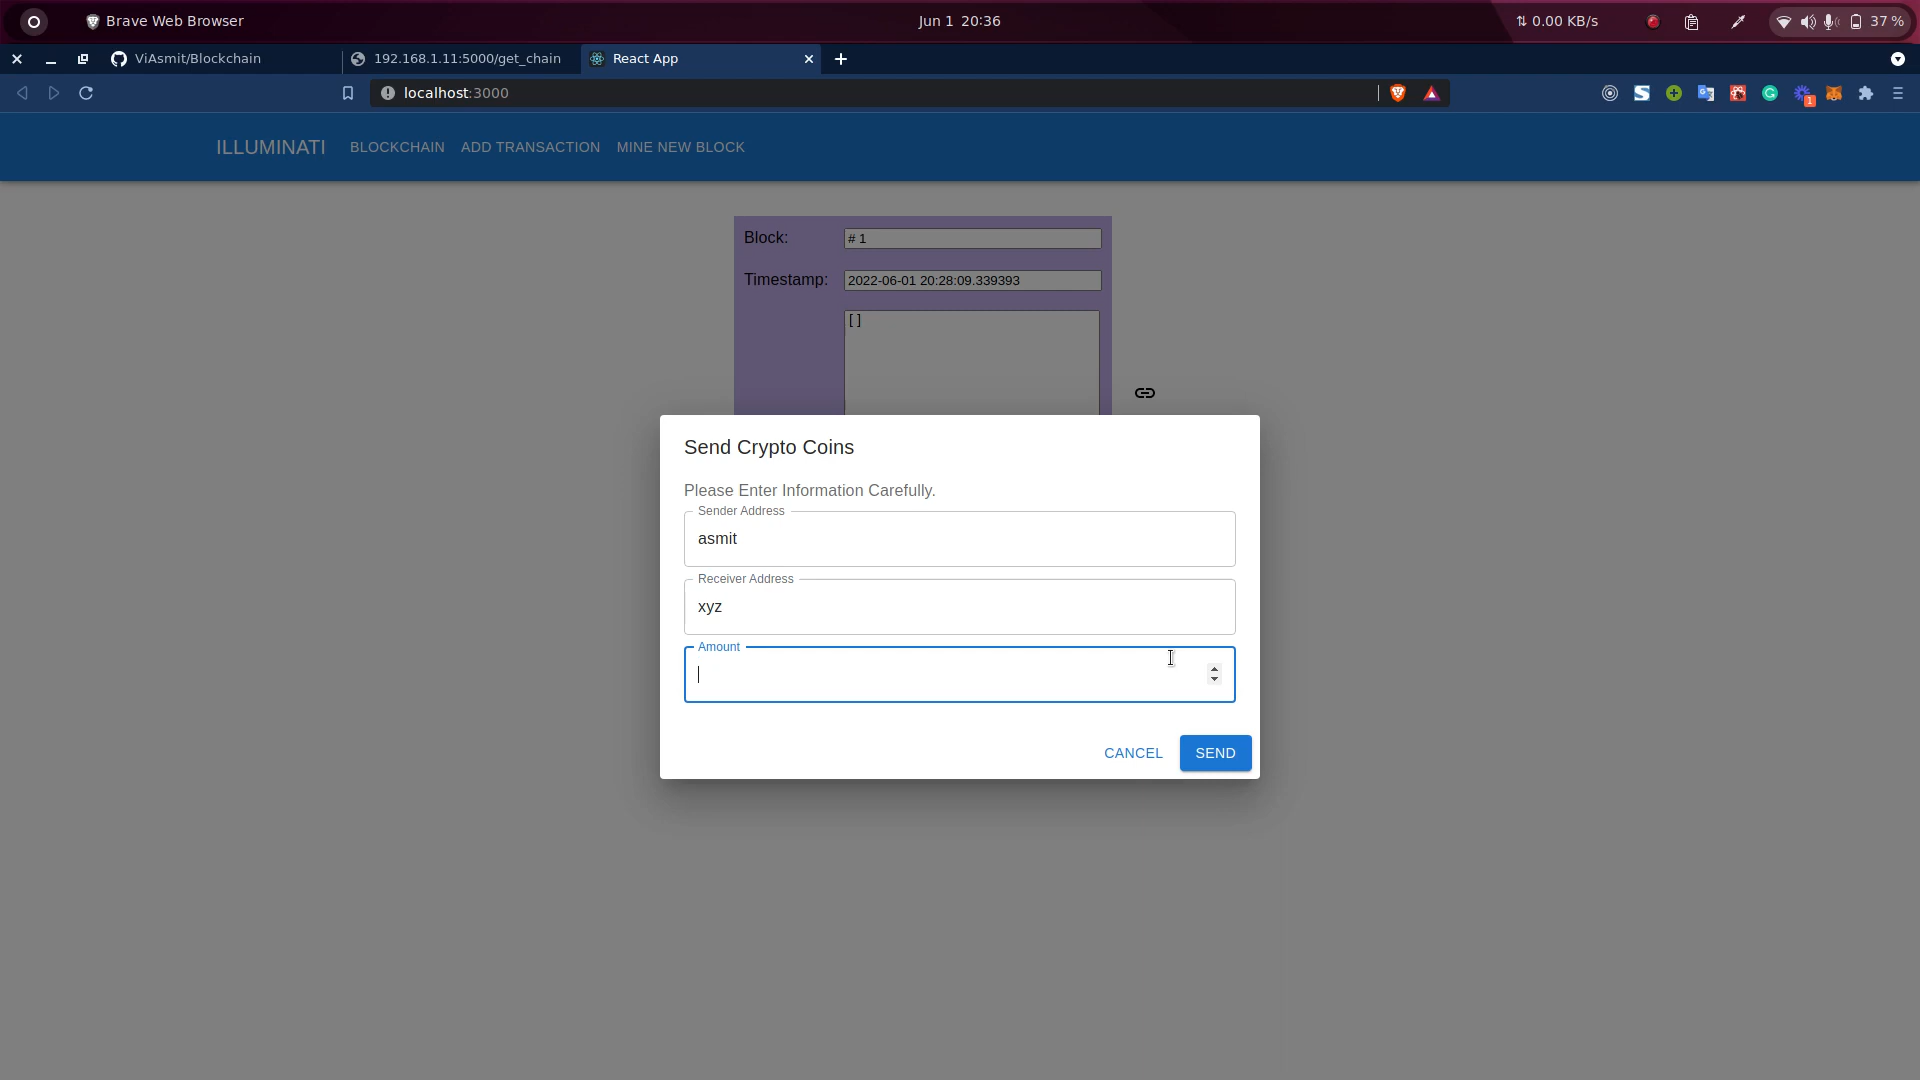 Brave Web Browser
Jun 1 20:36
⇅ 0.00 KB/s
37 %
ViAsmit/Blockchain
192.168.1.11:5000/get_chain
React App
localhost:3000
1
ILLUMINATI
BLOCKCHAIN
ADD TRANSACTION
MINE NEW BLOCK
Block:
# 1
Timestamp:
2022-06-01 20:28:09.339393
[ ]
Send Crypto Coins
Please Enter Information Carefully.
Sender Address
asmit
Receiver Address
xyz
Amount
CANCEL
SEND